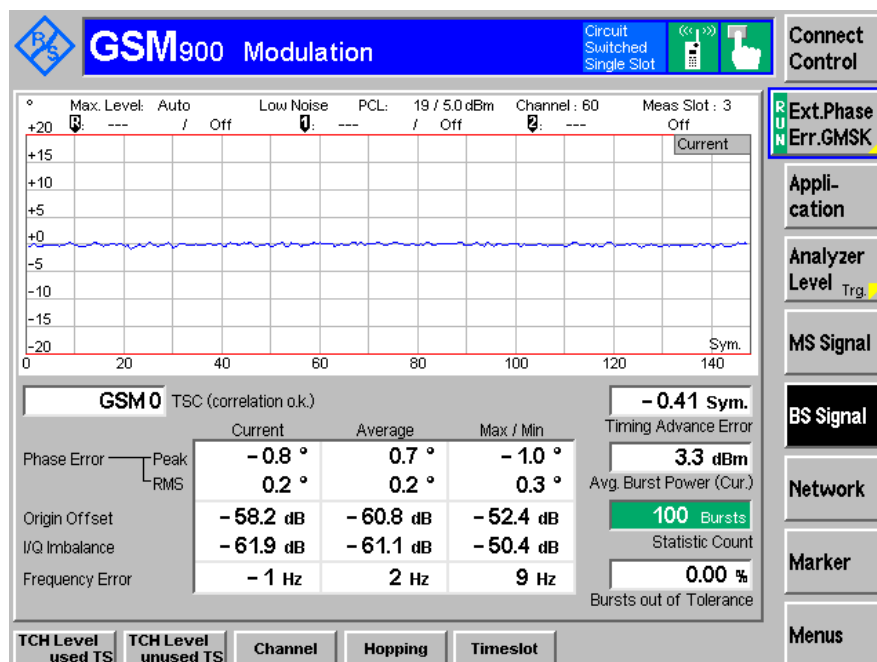 R&S
GSM900 Modulation
Circuit
Switched
Single Slot
Connect
Control
° Max. Level: Auto Low Noise PCL: 19 / 5.0 dBm Channel : 60 Meas Slot : 3
R: --- / Off 1: --- / Off 2: --- Off
RUN
Ext.Phase
Err.GMSK
Current
+20
+15
+10
+5
+0
-5
-10
-15
-20
Sym.
0 20 40 60 80 100 120 140
Appli-
cation
Analyzer
Level Trg.
MS Signal
BS Signal
Network
Marker
Menus
GSM 0 TSC (correlation o.k.)
Current Average Max / Min
Phase Error Peak - 0.8 ° 0.7 ° - 1.0 °
RMS 0.2 ° 0.2 ° 0.3 °
Origin Offset - 58.2 dB - 60.8 dB - 52.4 dB
I/Q Imbalance - 61.9 dB - 61.1 dB - 50.4 dB
Frequency Error - 1 Hz 2 Hz 9 Hz
- 0.41 Sym.
Timing Advance Error
3.3 dBm
Avg. Burst Power (Cur.)
100 Bursts
Statistic Count
0.00 %
Bursts out of Tolerance
TCH Level
used TS
TCH Level
unused TS
Channel
Hopping
Timeslot